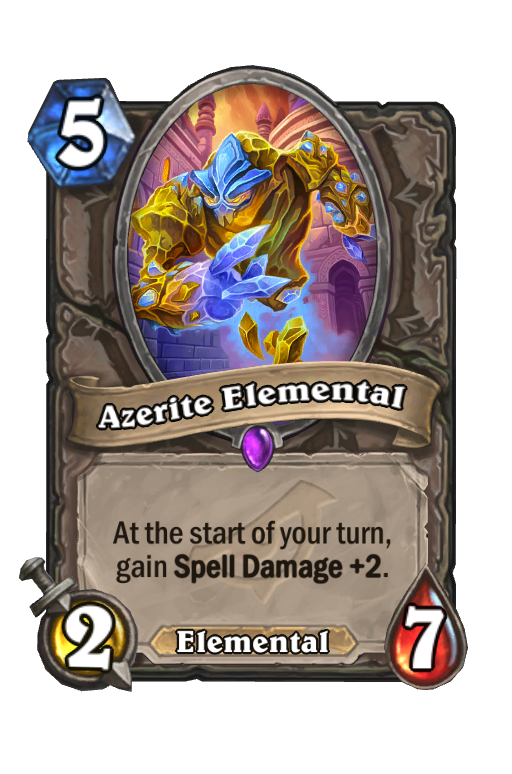 5
Azerite Elemental
At the start of your turn,
gain Spell Damage +2.
2
Elemental
7